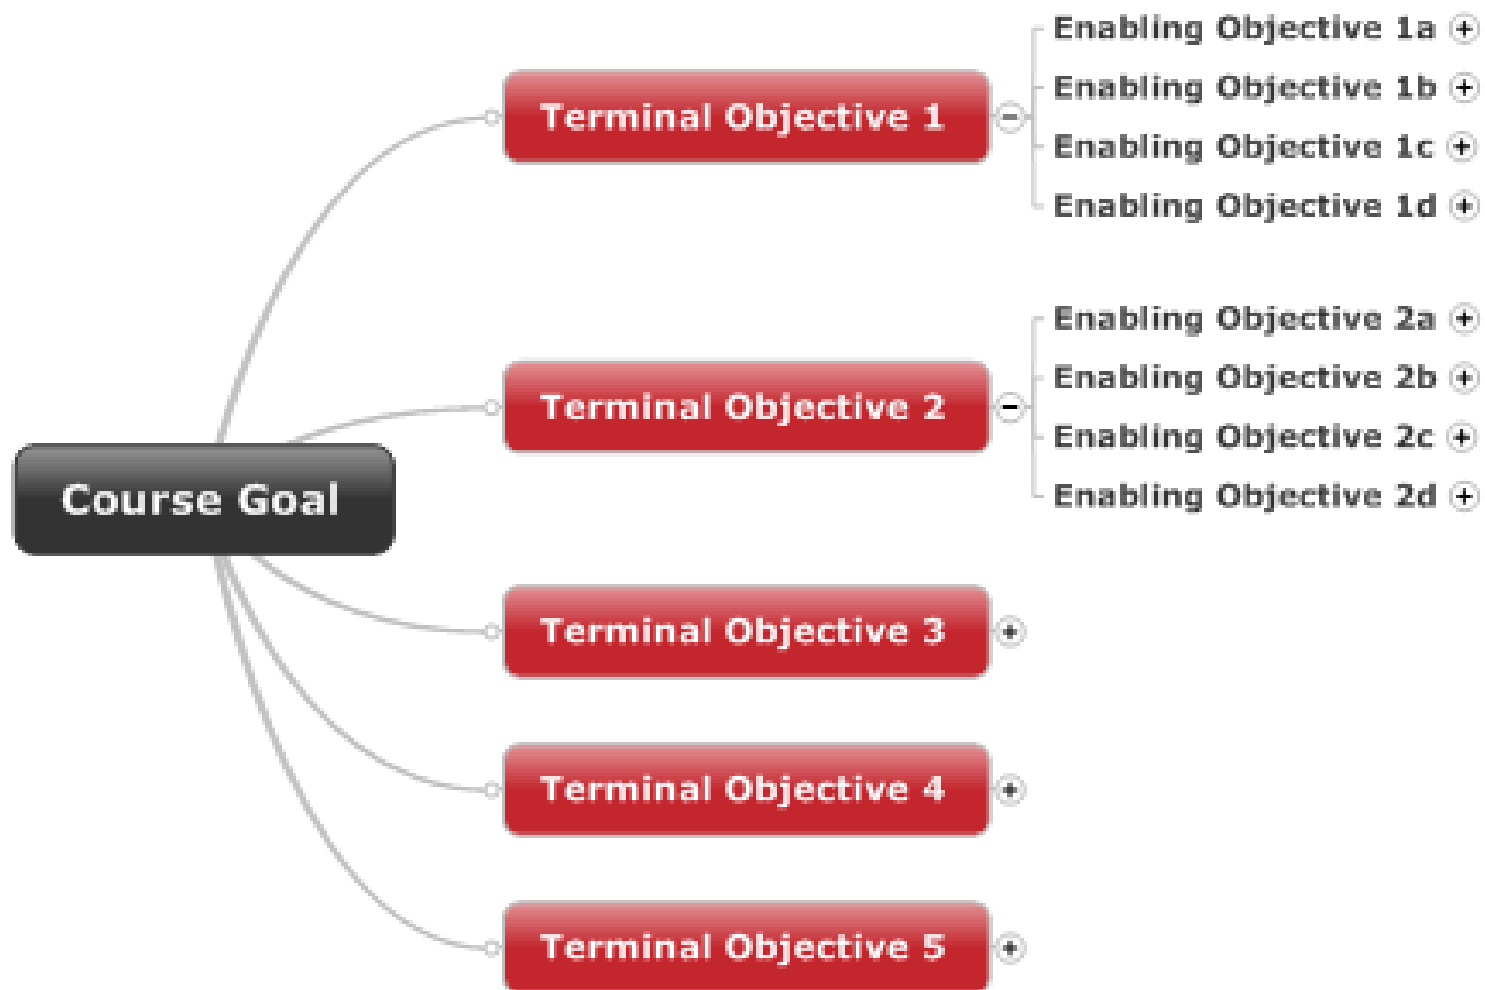 Course Goal
Terminal Objective 1
Enabling Objective 1a
Enabling Objective 1b
Enabling Objective 1c
Enabling Objective 1d
Terminal Objective 2
Enabling Objective 2a
Enabling Objective 2b
Enabling Objective 2c
Enabling Objective 2d
Terminal Objective 3
Terminal Objective 4
Terminal Objective 5